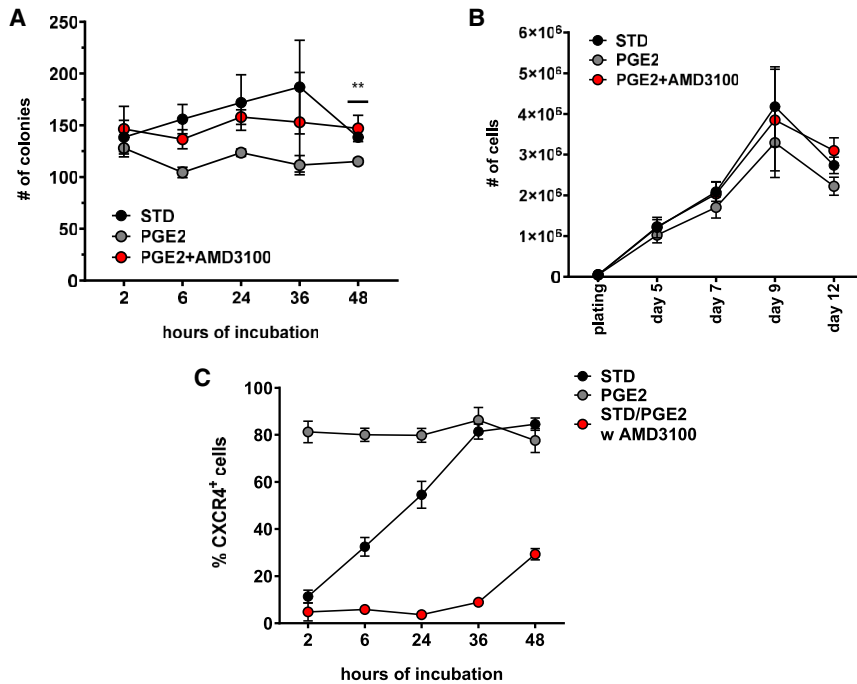 A
250
200
150
100
50
0
# of colonies
**
STD
PGE2
PGE2+AMD3100
2 6 24 36 48
hours of incubation
B
6×10⁶
5×10⁶
4×10⁶
3×10⁶
2×10⁶
1×10⁶
0
# of cells
STD
PGE2
PGE2+AMD3100
plating
day 5
day 7
day 9
day 12
C
100
80
60
40
20
0
% CXCR4⁺ cells
STD
PGE2
STD/PGE2
w AMD3100
2 6 24 36 48
hours of incubation